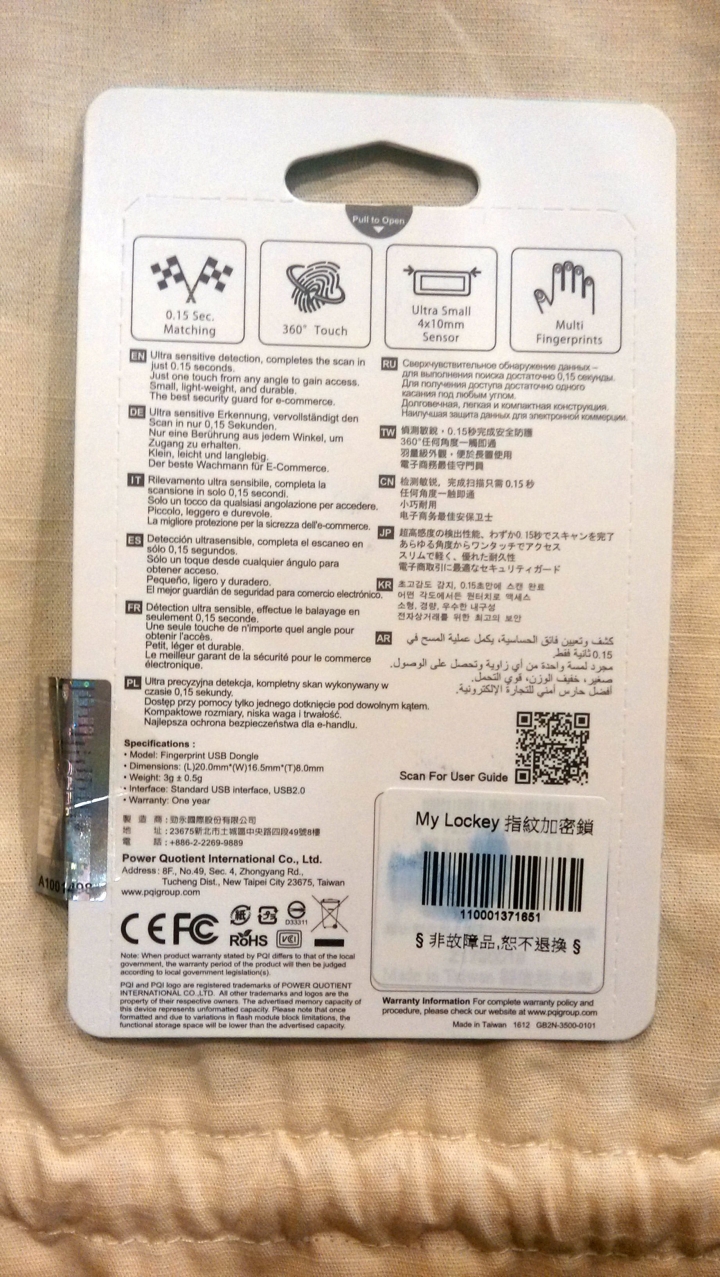 Pull to Open
0.15 Sec.
Matching
360° Touch
Ultra Small
4x10mm
Sensor
Multi
Fingerprints
EN Ultra sensitive detection, completes the scan in
just 0.15 seconds.
Just one touch from any angle to gain access.
Small, light-weight, and durable.
The best security guard for e-commerce.
DE Ultra sensitive Erkennung, vervollständigt den
Scan in nur 0,15 Sekunden.
Nur eine Berührung aus jedem Winkel, um
Zugang zu erhalten.
Klein, leicht und langlebig.
Der beste Wachmann für E-Commerce.
IT Rilevamento ultra sensibile, completa la
scansione in solo 0,15 secondi.
Solo un tocco da qualsiasi angolazione per accedere.
Piccolo, leggero e durevole.
La migliore protezione per la sicrezza dell'e-commerce.
ES Detección ultrasensible, completa el escaneo en
sólo 0,15 segundos.
Sólo un toque desde cualquier ángulo para
obtener acceso.
Pequeño, ligero y duradero.
El mejor guardián de seguridad para comercio electrónico.
FR Détection ultra sensible, effectue le balayage en
seulement 0,15 seconde.
Une seule touche de n'importe quel angle pour
obtenir l'accès.
Petit, léger et durable.
Le meilleur garant de la sécurité pour le commerce
électronique.
PL Ultra precyzyjna detekcja, kompletny skan wykonywany w
czasie 0,15 sekundy.
Dostęp przy pomocy tylko jednego dotknięcie pod dowolnym kątem.
Kompaktowe rozmiary, niska waga i trwałość.
Najlepsza ochrona bezpieczeństwa dla e-handlu.
RU Сверхчувствительное обнаружение данных –
для выполнения поиска достаточно 0,15 секунды.
Для получения доступа достаточно одного
касания под любым углом.
Долговечная, легкая и компактная конструкция.
Наилучшая защита данных для электронной коммерции.
TW 偵測敏銳，0.15秒完成安全防護
360°任何角度一觸即通
羽量級外觀，便於長置使用
電子商務最佳守門員
CN 检测敏锐，完成扫描只需 0.15 秒
任何角度一触即通
小巧耐用
电子商务最佳安保卫士
JP 超高感度の検出性能、わずか0.15秒でスキャンを完了
あらゆる角度からワンタッチでアクセス
スリムで軽く、優れた耐久性
電子商取引に最適なセキュリティガード
KR 초고감도 감지, 0.15초만에 스캔 완료
어떤 각도에서든 원터치로 액세스
소형, 경량, 우수한 내구성
전자상거래를 위한 최고의 보안
AR كشف وتعيين فائق الحساسية، يكمل عملية المسح في
0.15 ثانية فقط.
مجرد لمسة واحدة من أي زاوية وتحصل على الوصول.
صغير، خفيف الوزن، قوي التحمل.
أفضل حارس أمني للتجارة الإلكترونية.
Scan For User Guide
Specifications :
• Model: Fingerprint USB Dongle
• Dimensions: (L)20.0mm*(W)16.5mm*(T)8.0mm
• Weight: 3g ± 0.5g
• Interface: Standard USB interface, USB2.0
• Warranty: One year
製 造 商 : 勁永國際股份有限公司
地 址 : 23675新北市土城區中央路四段49號8樓
電 話 : +886-2-2269-9889
Power Quotient International Co., Ltd.
Address: 8F., No.49, Sec. 4, Zhongyang Rd.,
Tucheng Dist., New Taipei City 23675, Taiwan
www.pqigroup.com
CE FC 紙 D33311
RoHS VCI
Note: When product warranty stated by PQI differs to that of the local
government, the warranty period of the product will then be judged
according to local government legislation(s).
PQI and PQI logo are registered trademarks of POWER QUOTIENT
INTERNATIONAL CO.,LTD. All other trademarks and logos are the
property of their respective owners. The advertised memory capacity of
this device represents unformatted capacity. Please note that once
formatted and due to variations in flash module block limitations, the
functional storage space will be lower than the advertised capacity.
My Lockey 指紋加密鎖
110001371651
§ 非故障品,恕不退換 §
Warranty Information For complete warranty policy and
procedure, please check our website at www.pqigroup.com
Made in Taiwan 1612 GB2N-3500-0101